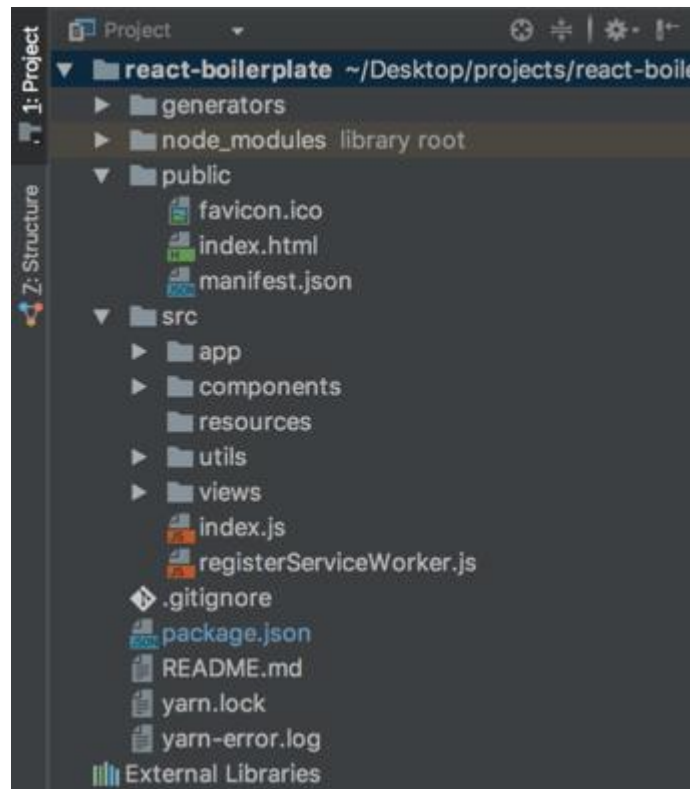 Project
1: Project
react-boilerplate ~/Desktop/projects/react-boile
generators
node_modules library root
public
favicon.ico
index.html
manifest.json
Z: Structure
src
app
components
resources
utils
views
index.js
registerServiceWorker.js
.gitignore
package.json
README.md
yarn.lock
yarn-error.log
External Libraries